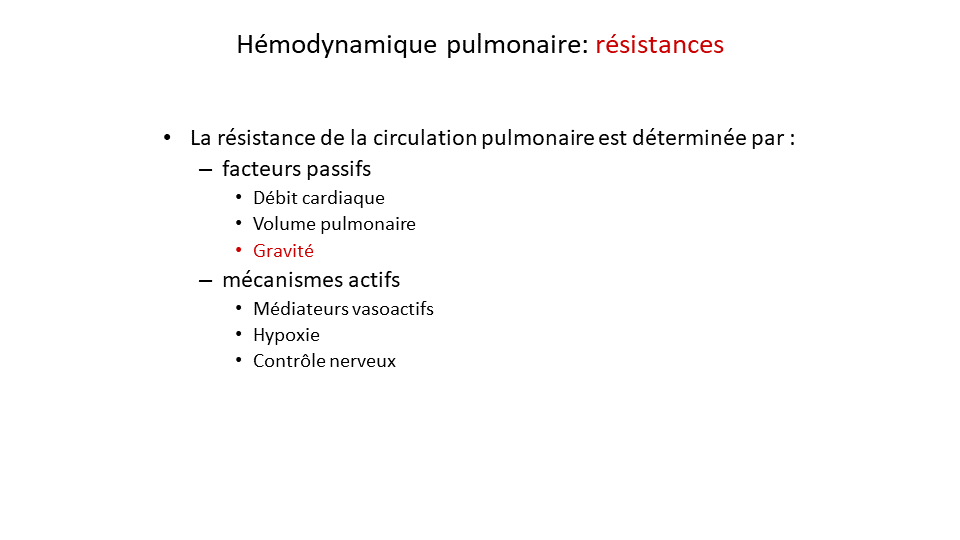 Hémodynamique pulmonaire: résistances
• La résistance de la circulation pulmonaire est déterminée par :
– facteurs passifs
• Débit cardiaque
• Volume pulmonaire
• Gravité
– mécanismes actifs
• Médiateurs vasoactifs
• Hypoxie
• Contrôle nerveux